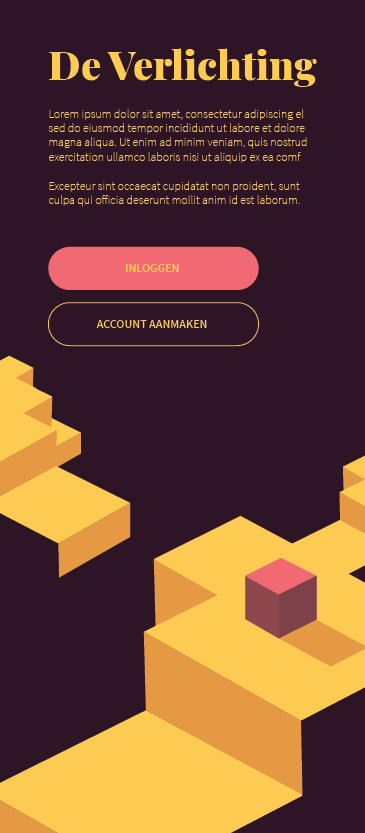 De Verlichting
Lorem ipsum dolor sit amet, consectetur adipiscing el
sed do eiusmod tempor incididunt ut labore et dolore
magna aliqua. Ut enim ad minim veniam, quis nostrud
exercitation ullamco laboris nisi ut aliquip ex ea comf
Excepteur sint occaecat cupidatat non proident, sunt
culpa qui officia deserunt mollit anim id est laborum.
INLOGGEN
ACCOUNT AANMAKEN